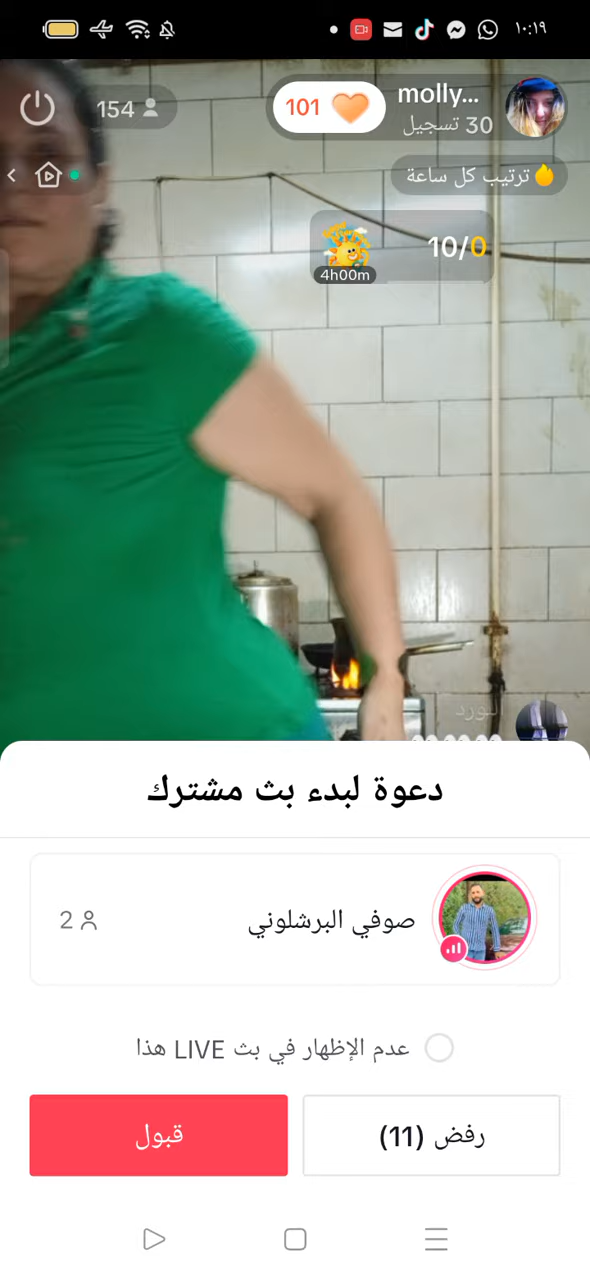 ١٠:١٩
154
101
molly...
30 تسجيل
ترتيب كل ساعة
10/0
4h00m
دعوة لبدء بث مشترك
صوفي البرشلوني
2
عدم الإظهار في بث LIVE هذا
رفض (11)
قبول